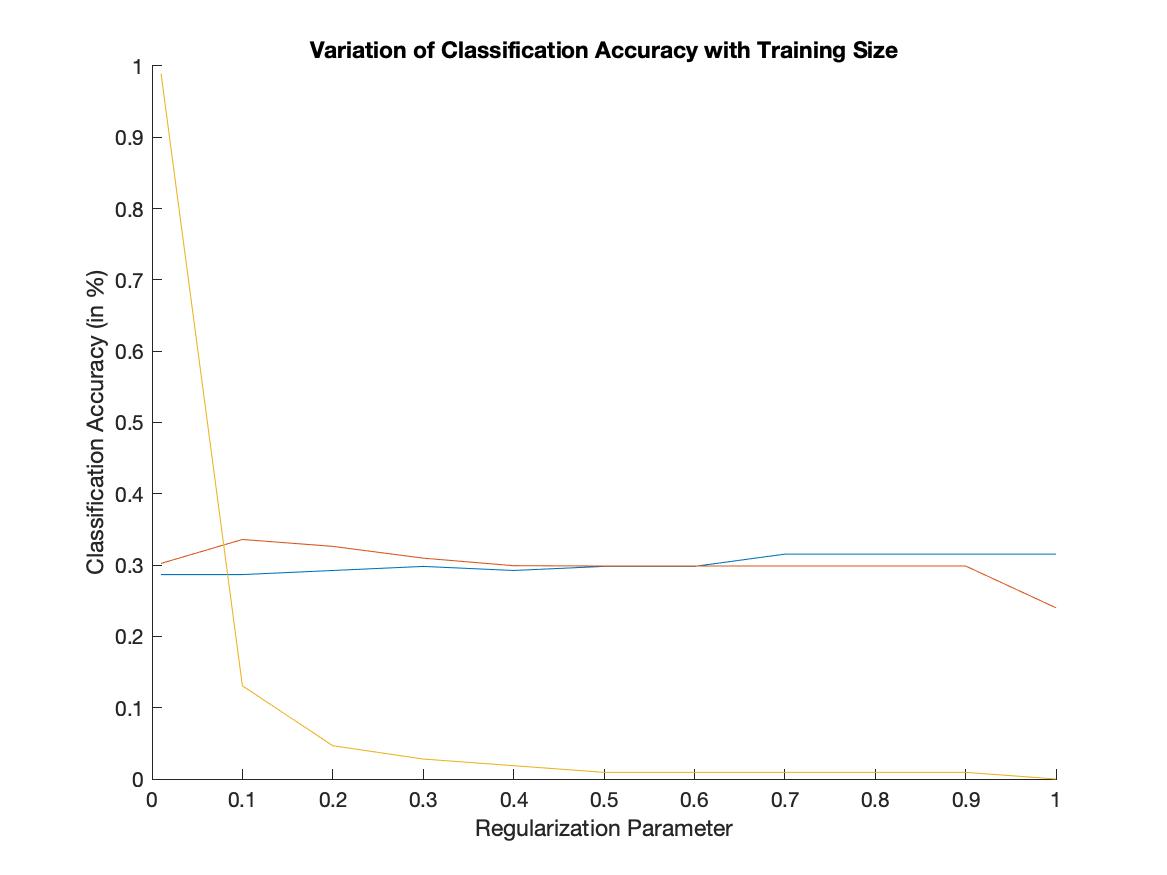 Variation of Classification Accuracy with Training Size
Classification Accuracy (in %)
1
0.9
0.8
0.7
0.6
0.5
0.4
0.3
0.2
0.1
0
0 0.1 0.2 0.3 0.4 0.5 0.6 0.7 0.8 0.9 1
Regularization Parameter